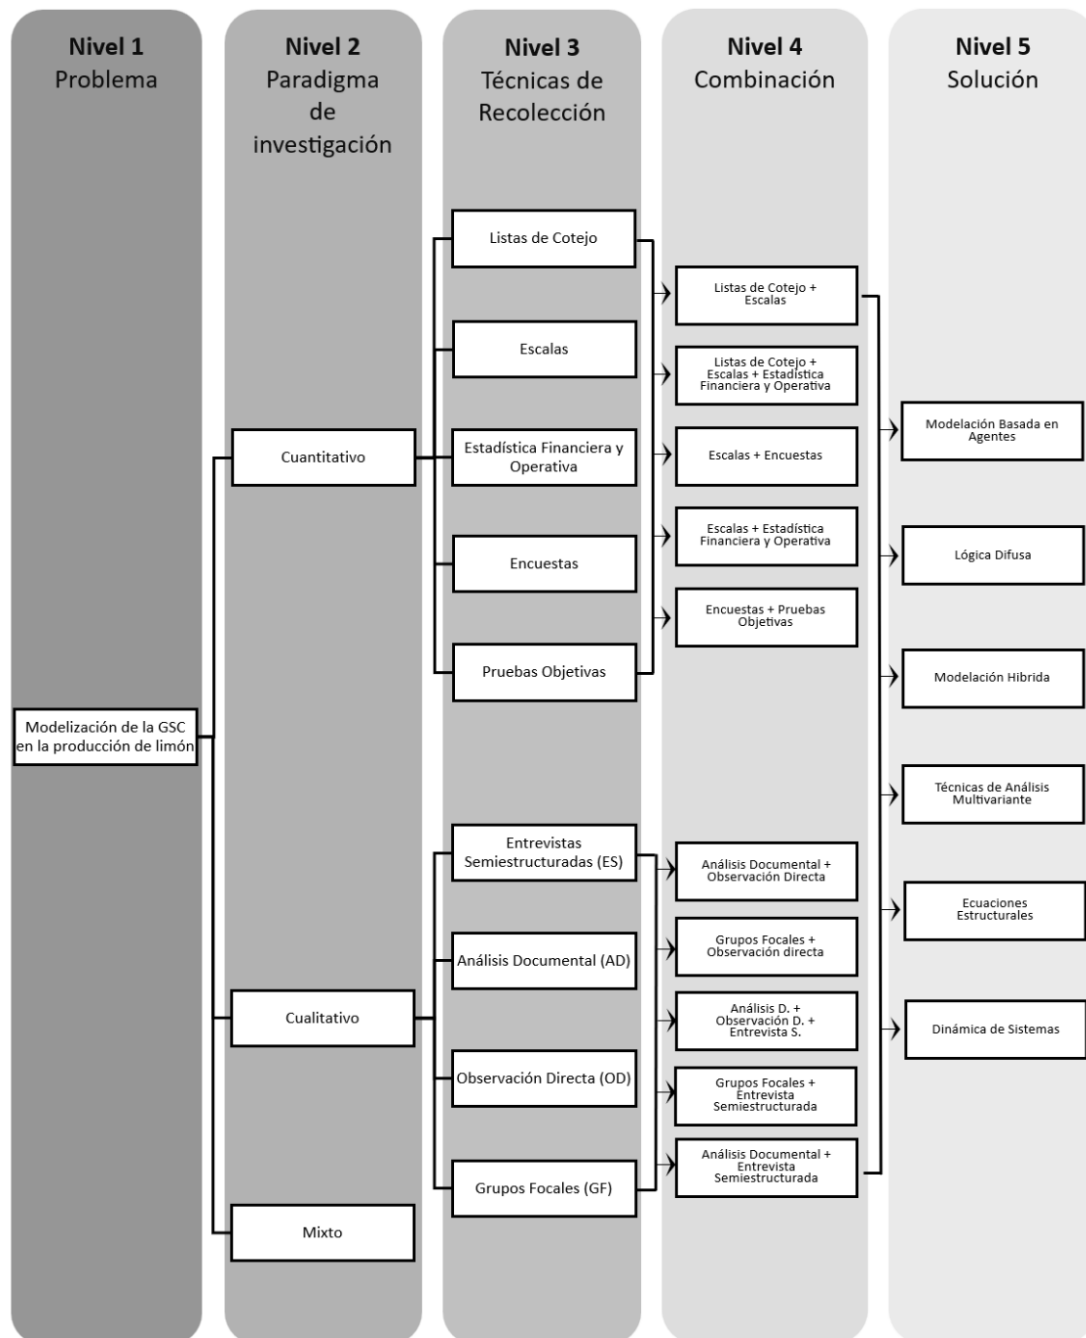 Nivel 1
Problema
Nivel 2
Paradigma
de
investigación
Nivel 3
Técnicas de
Recolección
Nivel 4
Combinación
Nivel 5
Solución
Modelización de la GSC
en la producción de limón
Cuantitativo
Cualitativo
Mixto
Listas de Cotejo
Escalas
Estadística Financiera y
Operativa
Encuestas
Pruebas Objetivas
Entrevistas
Semiestructuradas (ES)
Análisis Documental (AD)
Observación Directa (OD)
Grupos Focales (GF)
Listas de Cotejo +
Escalas
Listas de Cotejo +
Escalas + Estadística
Financiera y Operativa
Escalas + Encuestas
Escalas + Estadística
Financiera y Operativa
Encuestas + Pruebas
Objetivas
Análisis Documental +
Observación Directa
Grupos Focales +
Observación directa
Análisis D. +
Observación D. +
Entrevista S.
Grupos Focales +
Entrevista
Semiestructurada
Análisis Documental +
Entrevista
Semiestructurada
Modelación Basada en
Agentes
Lógica Difusa
Modelación Hibrida
Técnicas de Análisis
Multivariante
Ecuaciones
Estructurales
Dinámica de Sistemas